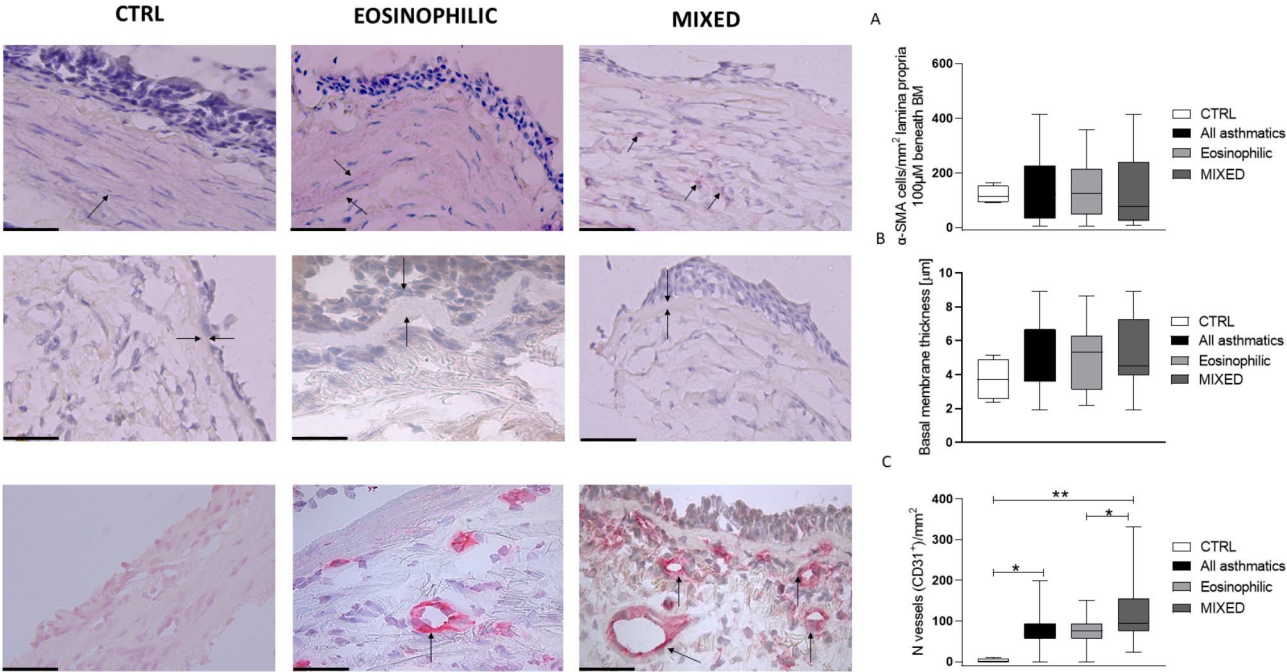 CTRL
EOSINOPHILIC
MIXED
A
α-SMA cells/mm² lamina propria
100µM beneath BM
600
400
200
0
CTRL
All asthmatics
Eosinophilic
MIXED
B
Basal membrane thickness [µm]
10
8
6
4
2
0
CTRL
All asthmatics
Eosinophilic
MIXED
C
N vessels (CD31⁺)/mm²
400
300
200
100
0
**
*
*
CTRL
All asthmatics
Eosinophilic
MIXED